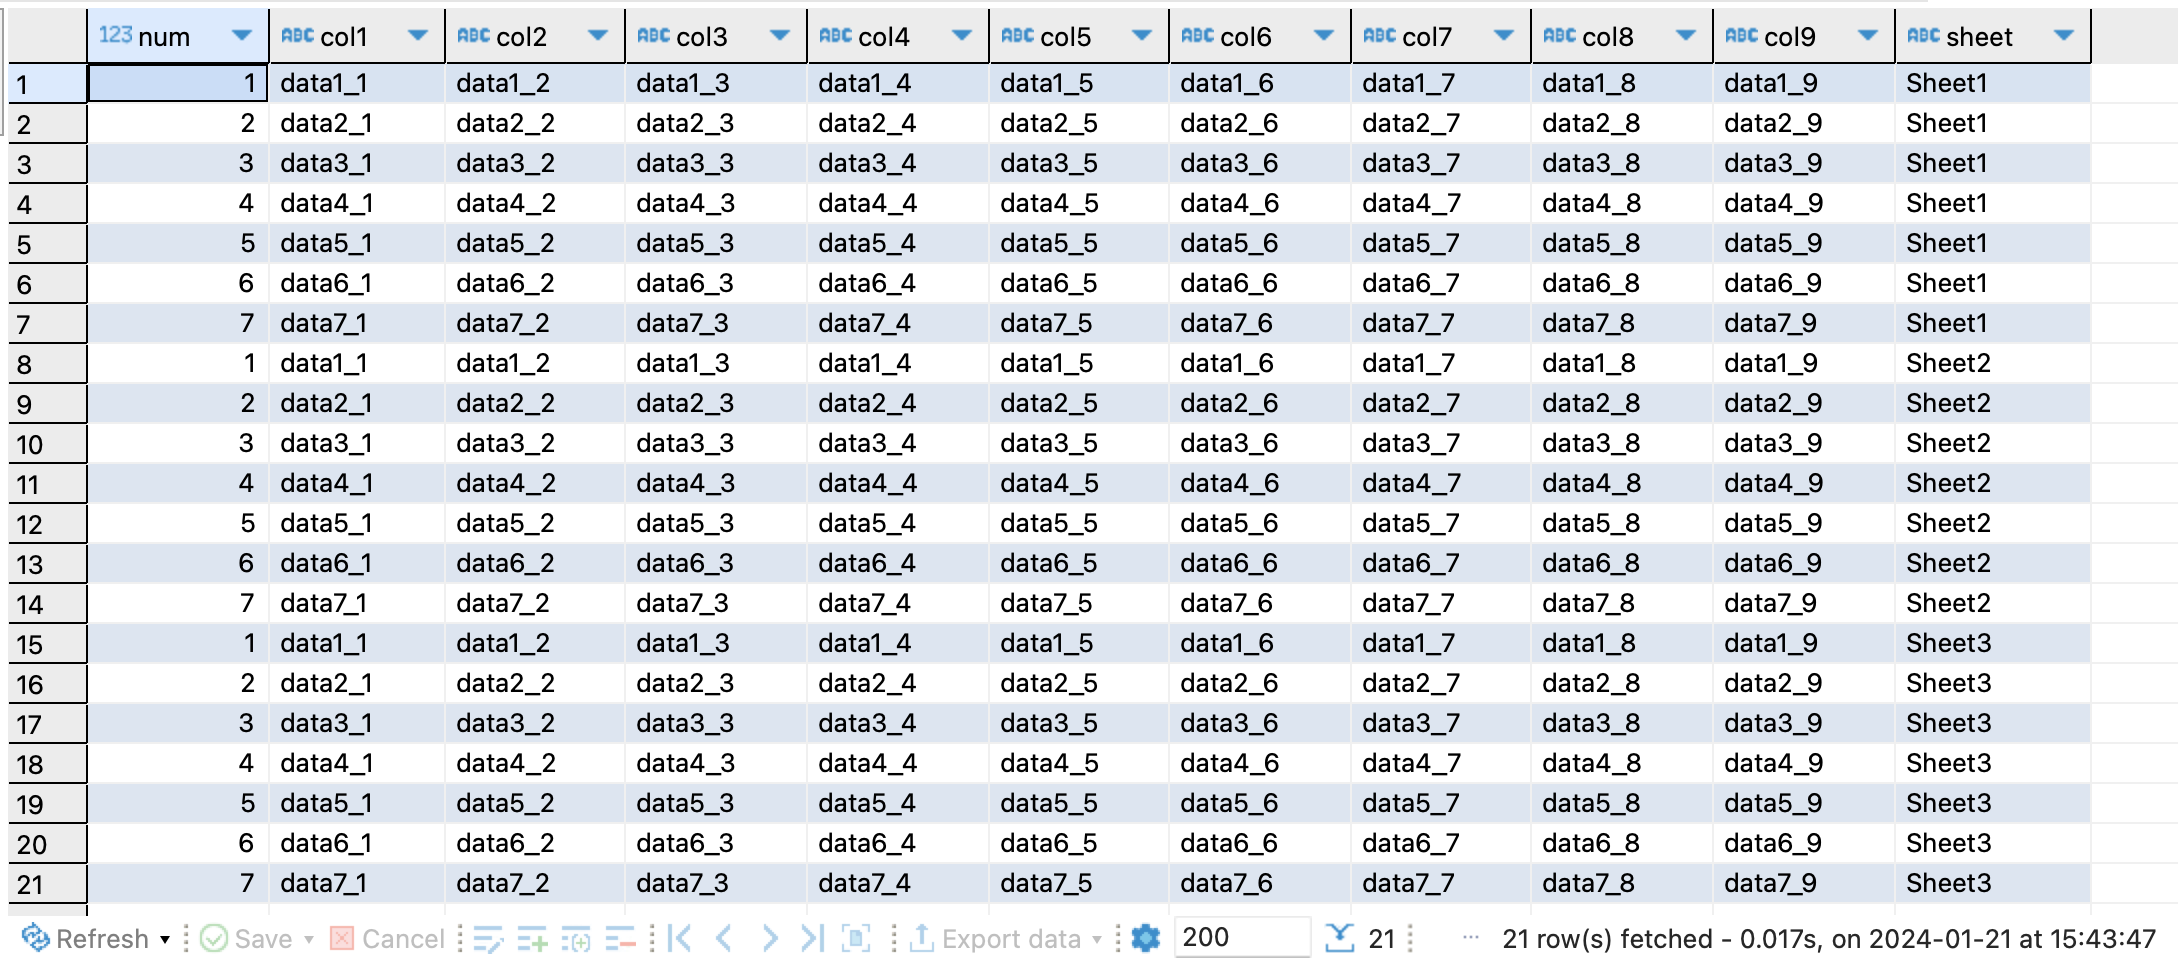 123 num ABC col1 ABC col2 ABC col3 ABC col4 ABC col5 ABC col6 ABC col7 ABC col8 ABC col9 ABC sheet
1 1 data1_1 data1_2 data1_3 data1_4 data1_5 data1_6 data1_7 data1_8 data1_9 Sheet1
2 2 data2_1 data2_2 data2_3 data2_4 data2_5 data2_6 data2_7 data2_8 data2_9 Sheet1
3 3 data3_1 data3_2 data3_3 data3_4 data3_5 data3_6 data3_7 data3_8 data3_9 Sheet1
4 4 data4_1 data4_2 data4_3 data4_4 data4_5 data4_6 data4_7 data4_8 data4_9 Sheet1
5 5 data5_1 data5_2 data5_3 data5_4 data5_5 data5_6 data5_7 data5_8 data5_9 Sheet1
6 6 data6_1 data6_2 data6_3 data6_4 data6_5 data6_6 data6_7 data6_8 data6_9 Sheet1
7 7 data7_1 data7_2 data7_3 data7_4 data7_5 data7_6 data7_7 data7_8 data7_9 Sheet1
8 1 data1_1 data1_2 data1_3 data1_4 data1_5 data1_6 data1_7 data1_8 data1_9 Sheet2
9 2 data2_1 data2_2 data2_3 data2_4 data2_5 data2_6 data2_7 data2_8 data2_9 Sheet2
10 3 data3_1 data3_2 data3_3 data3_4 data3_5 data3_6 data3_7 data3_8 data3_9 Sheet2
11 4 data4_1 data4_2 data4_3 data4_4 data4_5 data4_6 data4_7 data4_8 data4_9 Sheet2
12 5 data5_1 data5_2 data5_3 data5_4 data5_5 data5_6 data5_7 data5_8 data5_9 Sheet2
13 6 data6_1 data6_2 data6_3 data6_4 data6_5 data6_6 data6_7 data6_8 data6_9 Sheet2
14 7 data7_1 data7_2 data7_3 data7_4 data7_5 data7_6 data7_7 data7_8 data7_9 Sheet2
15 1 data1_1 data1_2 data1_3 data1_4 data1_5 data1_6 data1_7 data1_8 data1_9 Sheet3
16 2 data2_1 data2_2 data2_3 data2_4 data2_5 data2_6 data2_7 data2_8 data2_9 Sheet3
17 3 data3_1 data3_2 data3_3 data3_4 data3_5 data3_6 data3_7 data3_8 data3_9 Sheet3
18 4 data4_1 data4_2 data4_3 data4_4 data4_5 data4_6 data4_7 data4_8 data4_9 Sheet3
19 5 data5_1 data5_2 data5_3 data5_4 data5_5 data5_6 data5_7 data5_8 data5_9 Sheet3
20 6 data6_1 data6_2 data6_3 data6_4 data6_5 data6_6 data6_7 data6_8 data6_9 Sheet3
21 7 data7_1 data7_2 data7_3 data7_4 data7_5 data7_6 data7_7 data7_8 data7_9 Sheet3
Refresh Save Cancel Export data 200 21 ... 21 row(s) fetched - 0.017s, on 2024-01-21 at 15:43:47